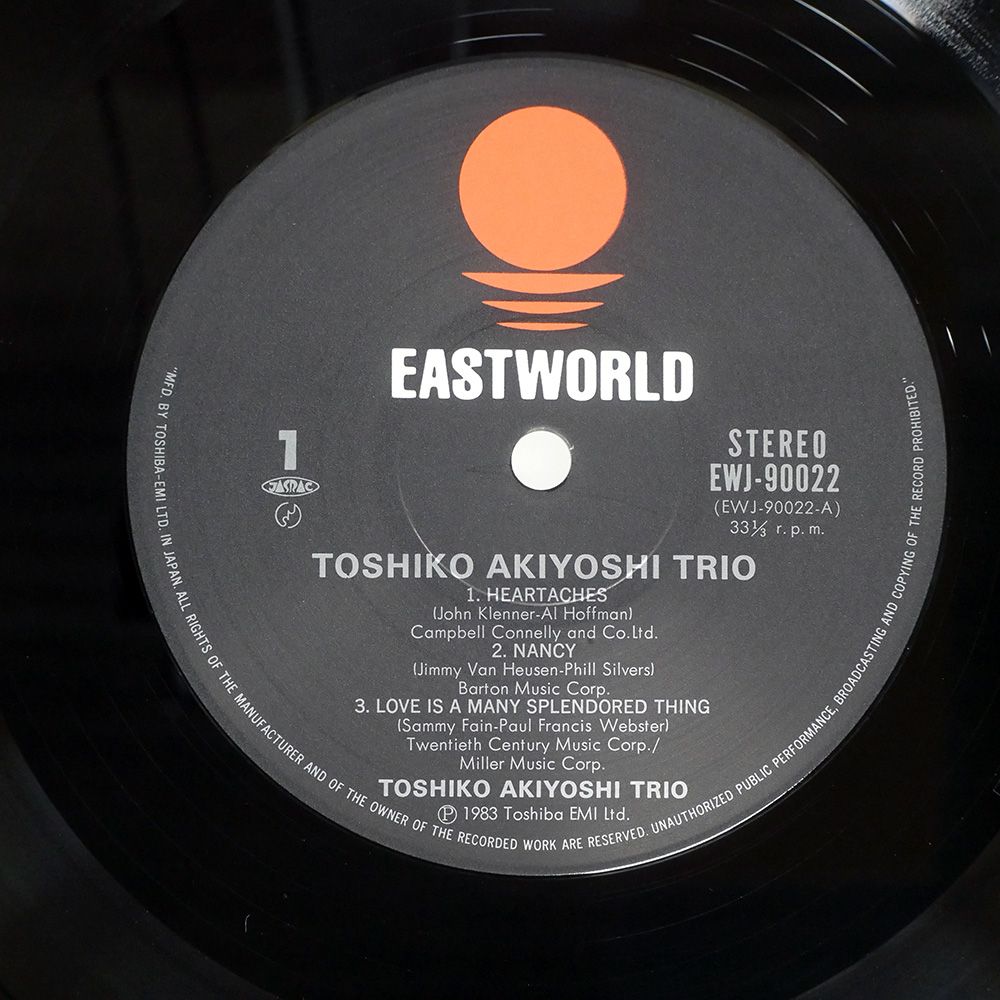 EASTWORLD
1
JASRAC
STEREO
EWJ-90022
(EWJ-90022-A)
33⅓ r.p.m.
TOSHIKO AKIYOSHI TRIO
1. HEARTACHES
(John Klenner-Al Hoffman)
Campbell Connelly and Co.Ltd.
2. NANCY
(Jimmy Van Heusen-Phill Silvers)
Barton Music Corp.
3. LOVE IS A MANY SPLENDORED THING
(Sammy Fain-Paul Francis Webster)
Twentieth Century Music Corp./
Miller Music Corp.
TOSHIKO AKIYOSHI TRIO
Ⓟ 1983 Toshiba EMI Ltd.
"MFD. BY TOSHIBA-EMI LTD. IN JAPAN. ALL RIGHTS OF THE MANUFACTURER AND OF THE OWNER OF THE RECORDED WORK ARE RESERVED. UNAUTHORIZED PUBLIC PERFORMANCE, BROADCASTING AND COPYING OF THE RECORD PROHIBITED."